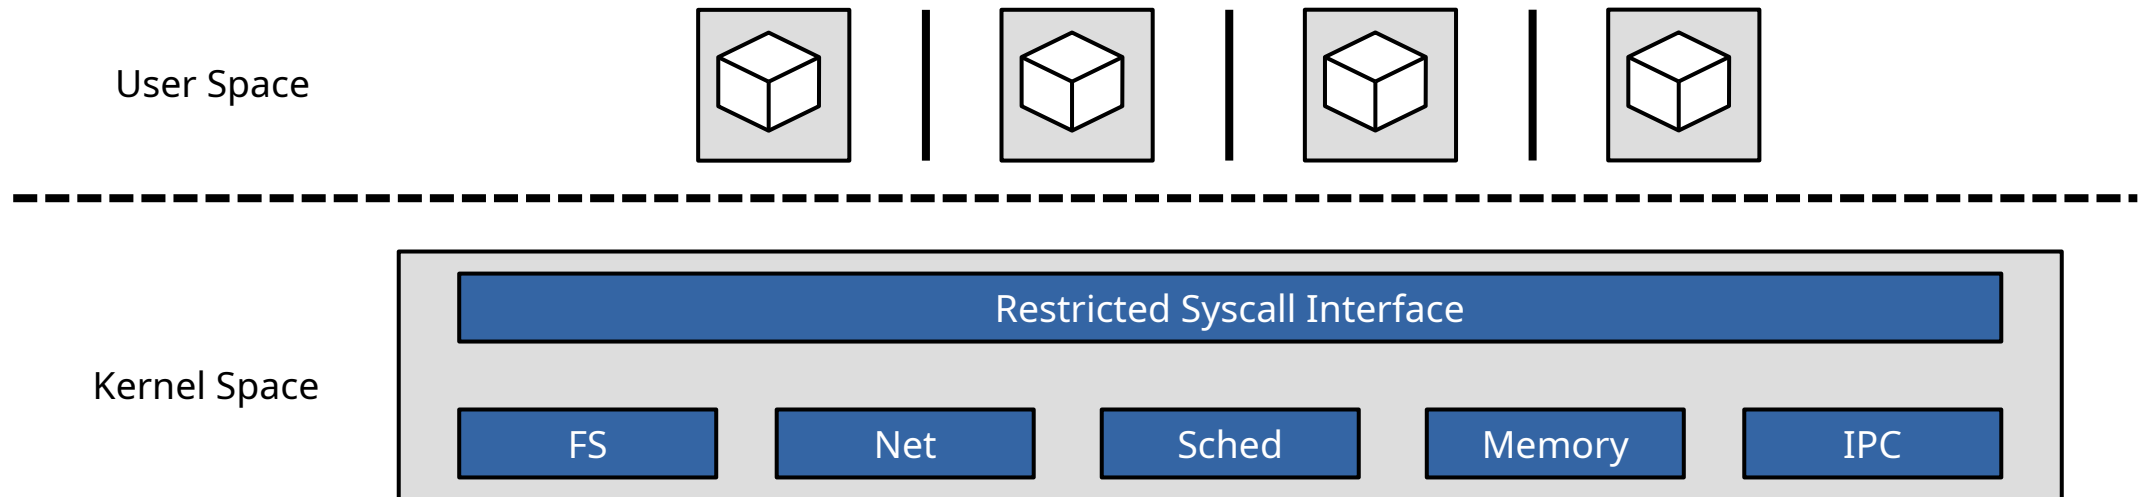 User Space
Restricted Syscall Interface
Kernel Space
FS
Net
Sched
Memory
IPC